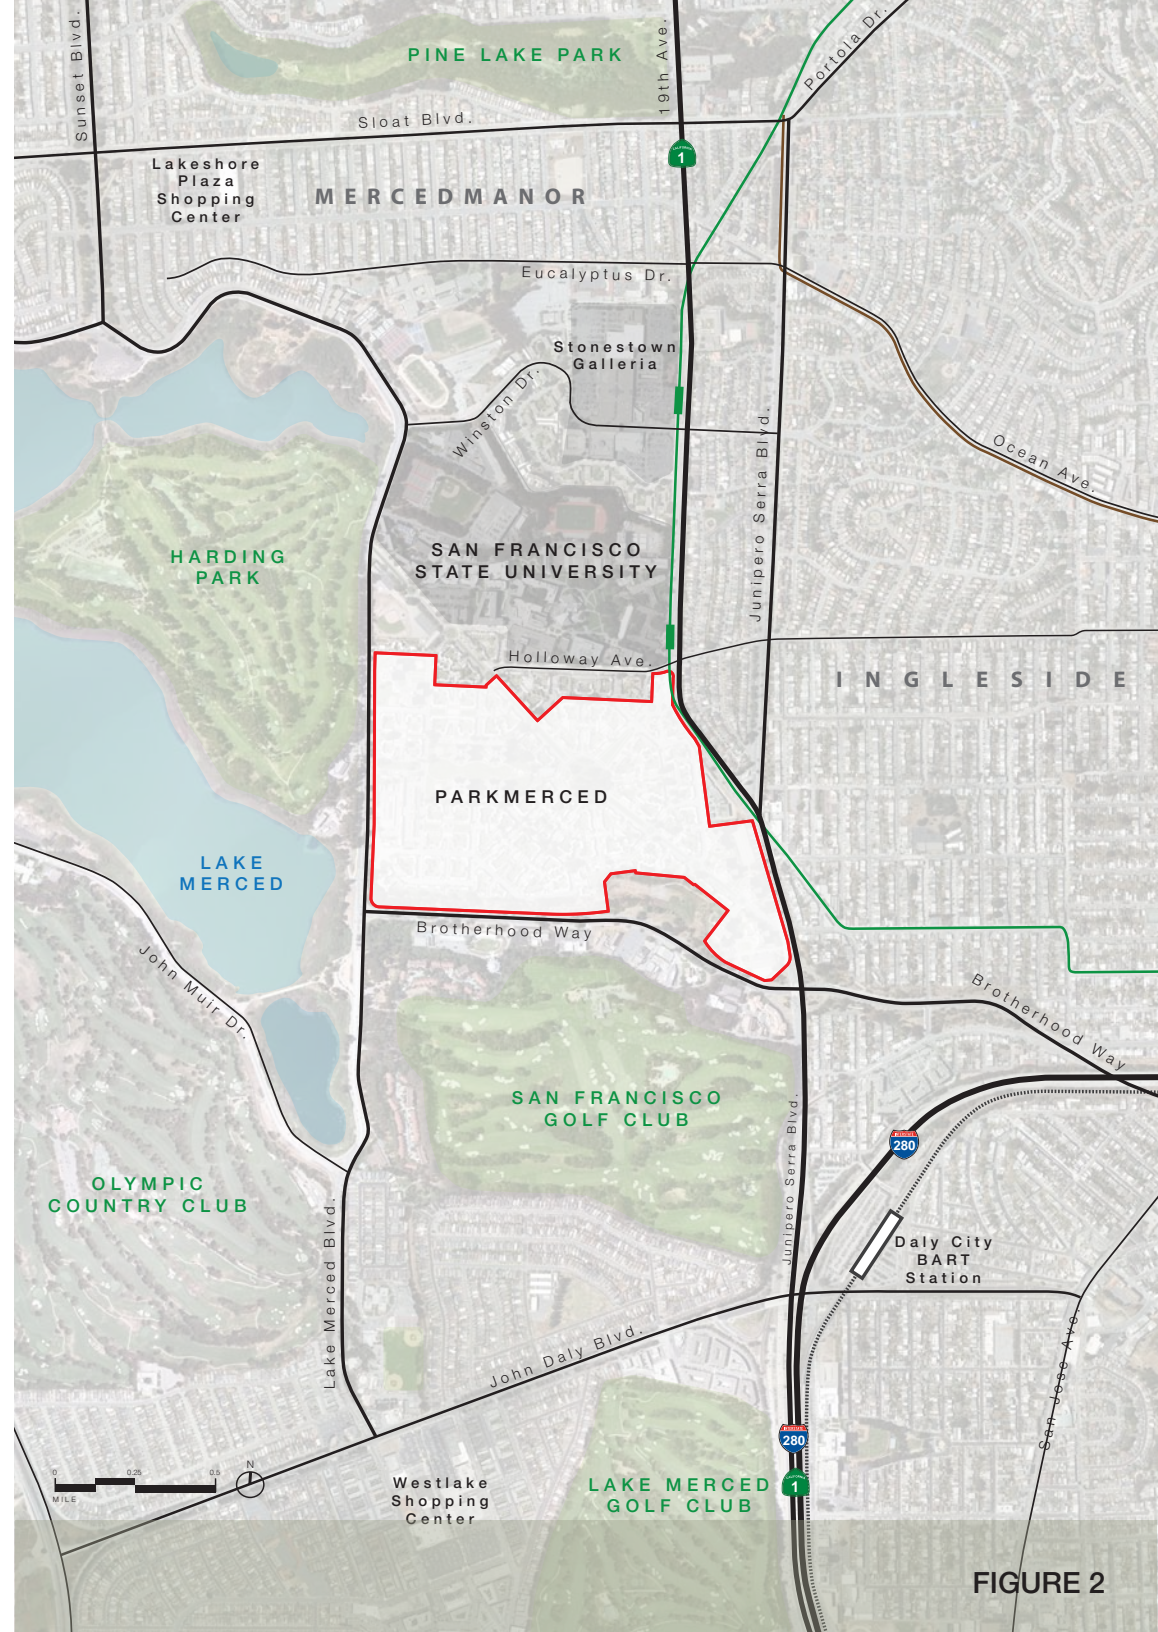 Sunset Blvd.
PINE LAKE PARK
19th Ave.
Portola Dr.
Sloat Blvd.
CALIFORNIA
1
Lakeshore
Plaza
Shopping
Center
MERCEDMANOR
Eucalyptus Dr.
Stonestown
Galleria
Winston Dr.
Junipero Serra Blvd.
Ocean Ave.
HARDING
PARK
SAN FRANCISCO
STATE UNIVERSITY
Holloway Ave.
INGLESIDE
PARKMERCED
LAKE
MERCED
Brotherhood Way
John Muir Dr.
Brotherhood Way
SAN FRANCISCO
GOLF CLUB
Junipero Serra Blvd.
280
OLYMPIC
COUNTRY CLUB
Lake Merced Blvd.
Daly City
BART
Station
John Daly Blvd.
San Jose Ave.
280
CALIFORNIA
1
0 0.25 0.5
MILE
N
Westlake
Shopping
Center
LAKE MERCED
GOLF CLUB
FIGURE 2